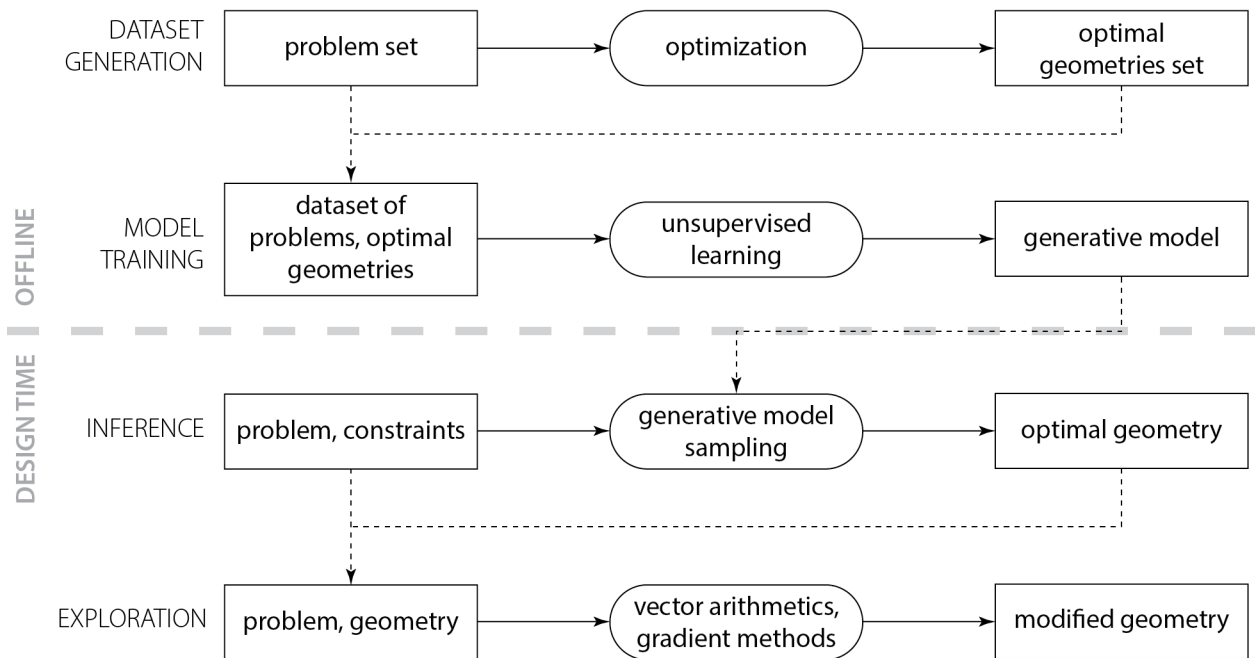 DATASET
GENERATION
problem set
optimization
optimal
geometries set
OFFLINE
MODEL
TRAINING
dataset of
problems, optimal
geometries
unsupervised
learning
generative model
DESIGN TIME
INFERENCE
problem, constraints
generative model
sampling
optimal geometry
EXPLORATION
problem, geometry
vector arithmetics,
gradient methods
modified geometry